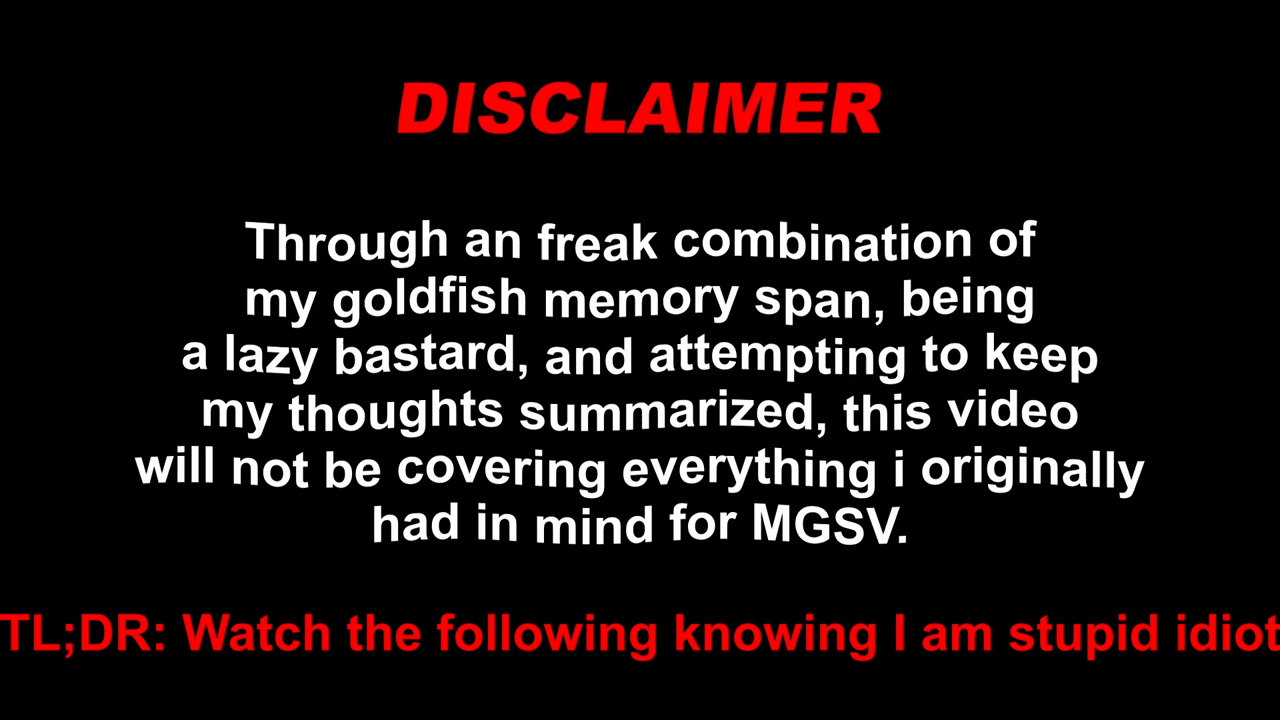 DISCLAIMER
Through an freak combination of
my goldfish memory span, being
a lazy bastard, and attempting to keep
my thoughts summarized, this video
will not be covering everything i originally
had in mind for MGSV.
TL;DR: Watch the following knowing I am stupid idiot